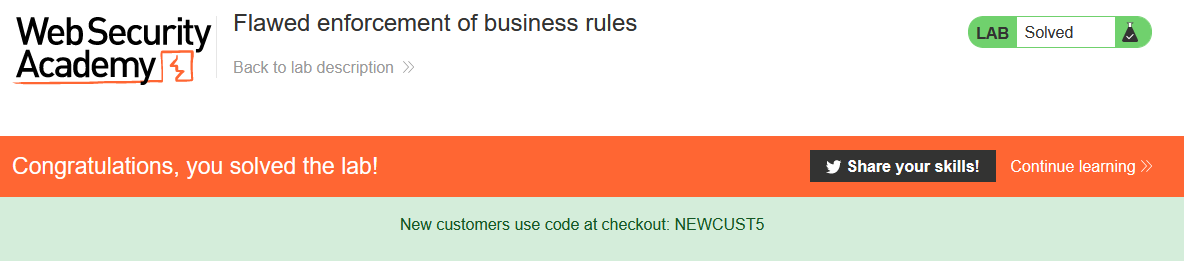 Web Security
Academy
Flawed enforcement of business rules
Back to lab description
LAB Solved
Congratulations, you solved the lab!
Share your skills!
Continue learning
New customers use code at checkout: NEWCUST5